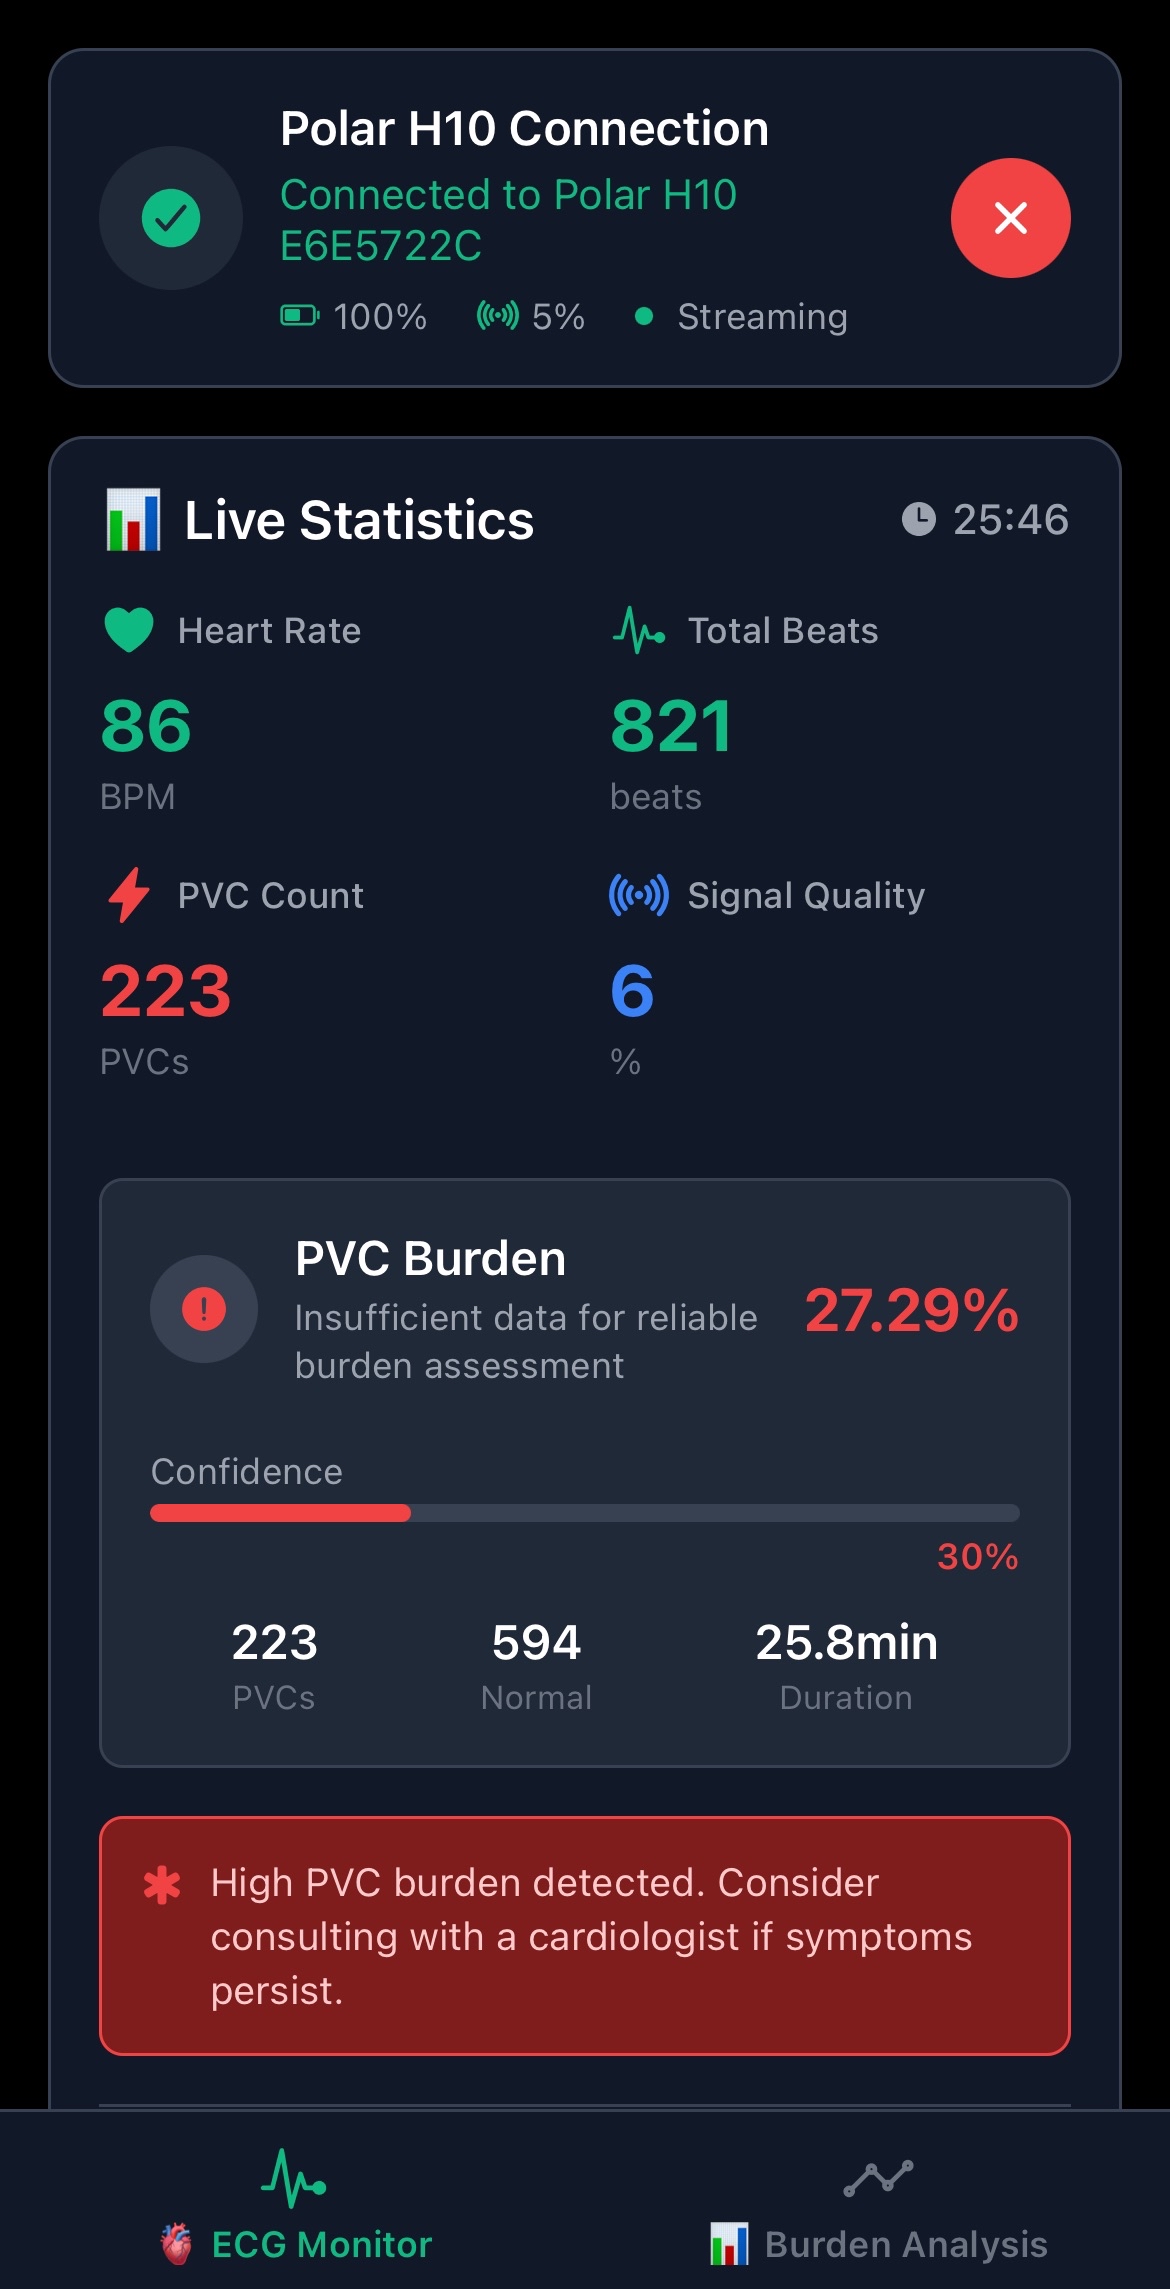 Polar H10 Connection
Connected to Polar H10
E6E5722C
100% 5% Streaming
Live Statistics 25:46
Heart Rate Total Beats
86 821
BPM beats
PVC Count Signal Quality
223 6
PVCs %
PVC Burden
Insufficient data for reliable
burden assessment
27.29%
Confidence
30%
223 594 25.8min
PVCs Normal Duration
High PVC burden detected. Consider
consulting with a cardiologist if symptoms
persist.
ECG Monitor Burden Analysis